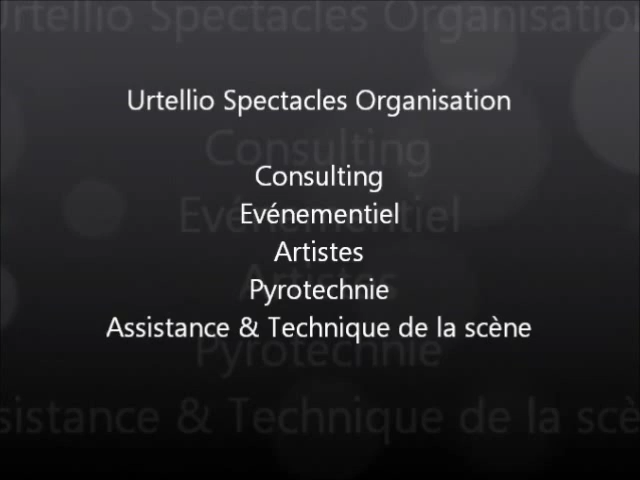 Urtellio Spectacles Organisation
Consulting
Evénementiel
Artistes
Pyrotechnie
Assistance & Technique de la scène